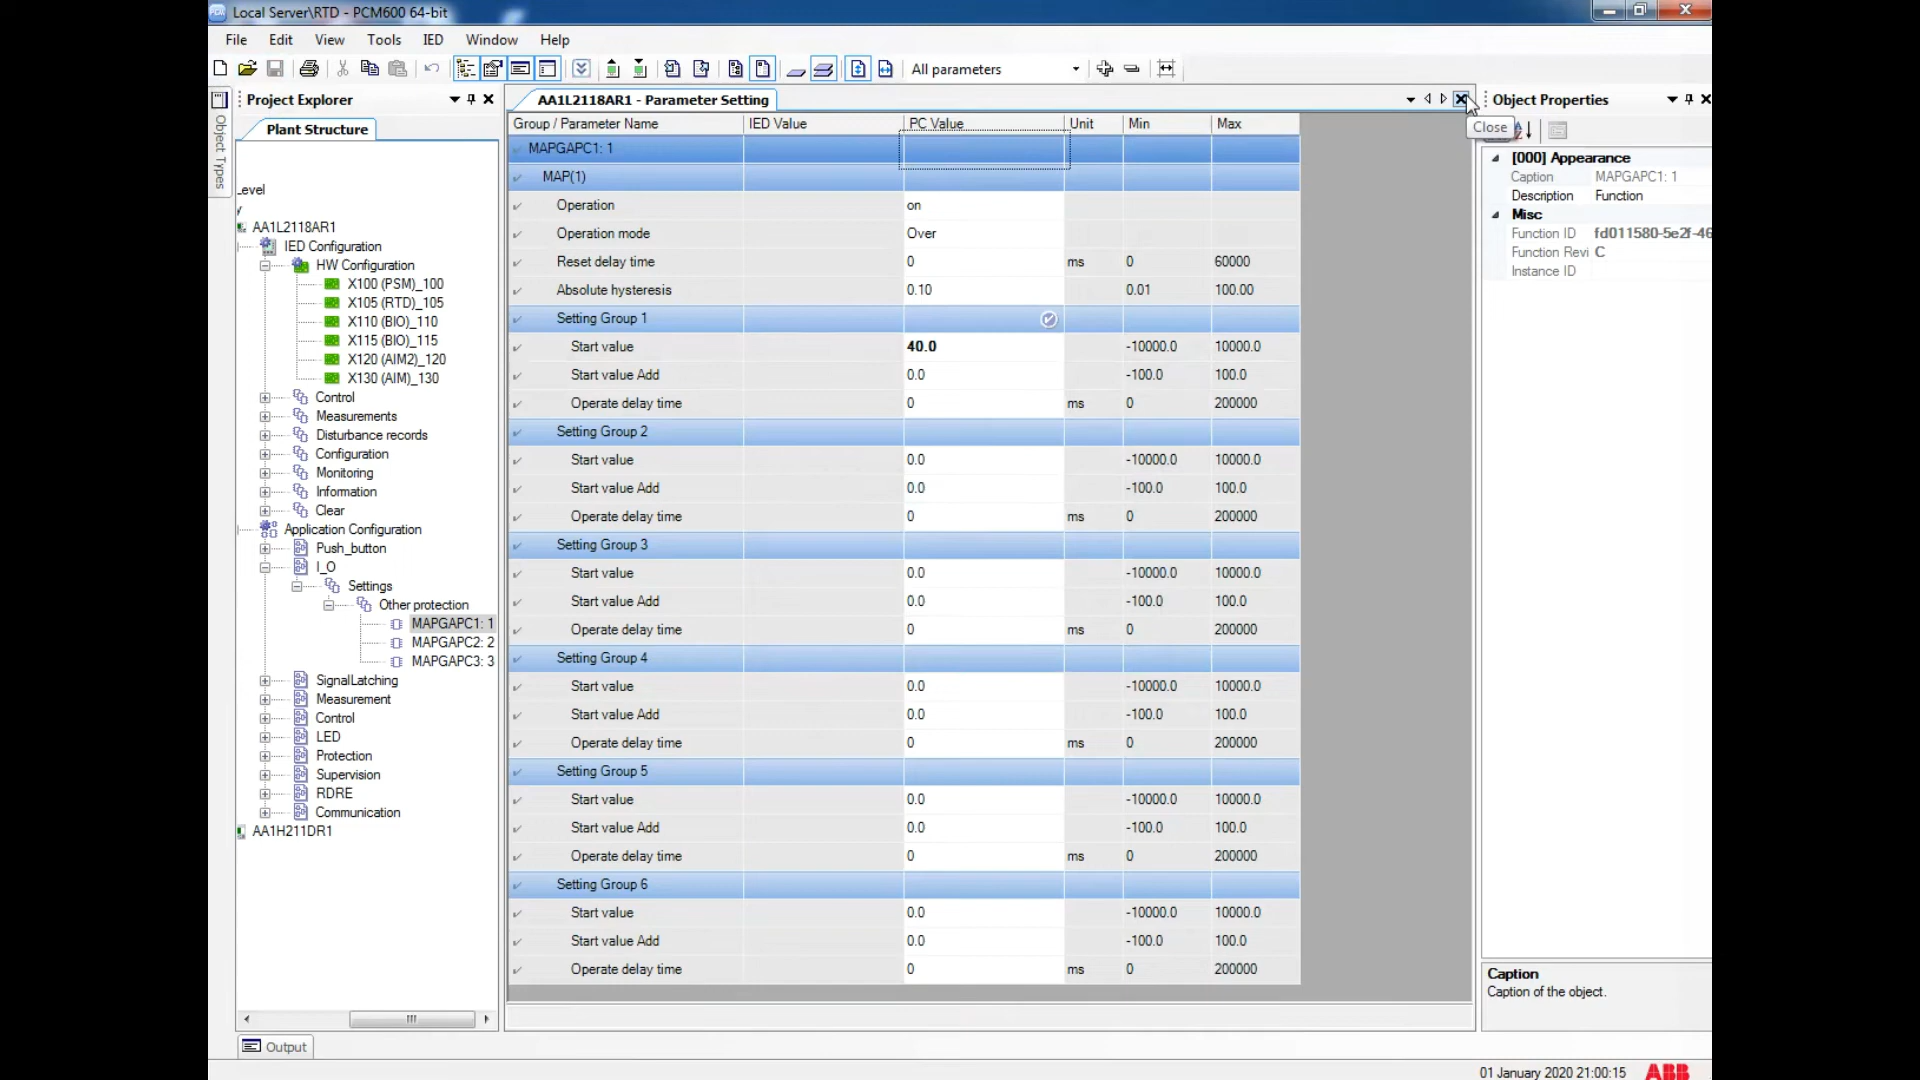 Local Server\RTD - PCM600 64-bit
File Edit View Tools IED Window Help
All parameters
Object Types
Project Explorer
Plant Structure
.evel
AA1L2118AR1
IED Configuration
HW Configuration
X100 (PSM)_100
X105 (RTD)_105
X110 (BIO)_110
X115 (BIO)_115
X120 (AIM2)_120
X130 (AIM)_130
Control
Measurements
Disturbance records
Configuration
Monitoring
Information
Clear
Application Configuration
Push_button
I_O
Settings
Other protection
MAPGAPC1: 1
MAPGAPC2: 2
MAPGAPC3: 3
SignalLatching
Measurement
Control
LED
Protection
Supervision
RDRE
Communication
AA1H211DR1
Output
AA1L2118AR1 - Parameter Setting
Group / Parameter Name IED Value PC Value Unit Min Max
MAPGAPC1: 1
MAP(1)
Operation on
Operation mode Over
Reset delay time 0 ms 0 60000
Absolute hysteresis 0.10 0.01 100.00
Setting Group 1
Start value 40.0 -10000.0 10000.0
Start value Add 0.0 -100.0 100.0
Operate delay time 0 ms 0 200000
Setting Group 2
Start value 0.0 -10000.0 10000.0
Start value Add 0.0 -100.0 100.0
Operate delay time 0 ms 0 200000
Setting Group 3
Start value 0.0 -10000.0 10000.0
Start value Add 0.0 -100.0 100.0
Operate delay time 0 ms 0 200000
Setting Group 4
Start value 0.0 -10000.0 10000.0
Start value Add 0.0 -100.0 100.0
Operate delay time 0 ms 0 200000
Setting Group 5
Start value 0.0 -10000.0 10000.0
Start value Add 0.0 -100.0 100.0
Operate delay time 0 ms 0 200000
Setting Group 6
Start value 0.0 -10000.0 10000.0
Start value Add 0.0 -100.0 100.0
Operate delay time 0 ms 0 200000
Object Properties
Close
[000] Appearance
Caption MAPGAPC1: 1
Description Function
Misc
Function ID fd011580-5e2f-46
Function Revi C
Instance ID
Caption
Caption of the object.
01 January 2020 21:00:15 ABB